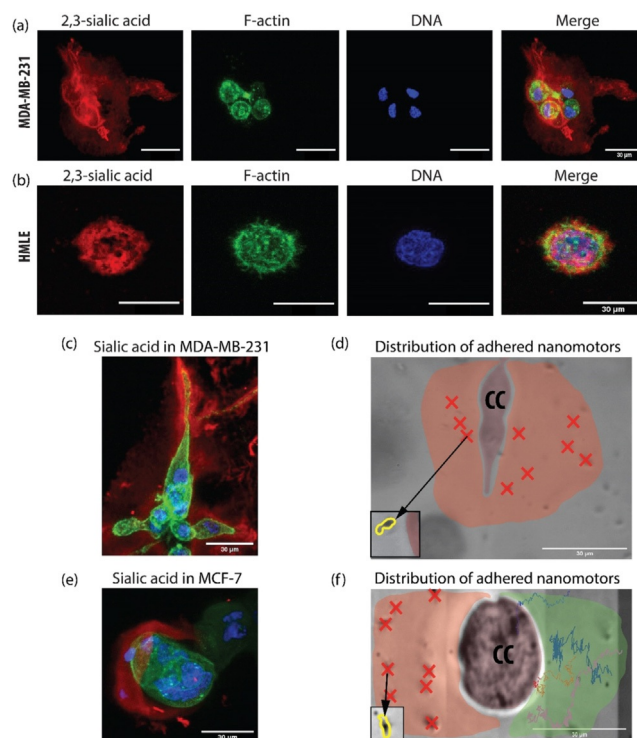 (a) 2,3-sialic acid F-actin DNA Merge
MDA-MB-231
30 µm
(b) 2,3-sialic acid F-actin DNA Merge
HMLE
30 µm
(c) Sialic acid in MDA-MB-231
30 µm
(d) Distribution of adhered nanomotors
CC
30 µm
(e) Sialic acid in MCF-7
30 µm
(f) Distribution of adhered nanomotors
CC
30 µm